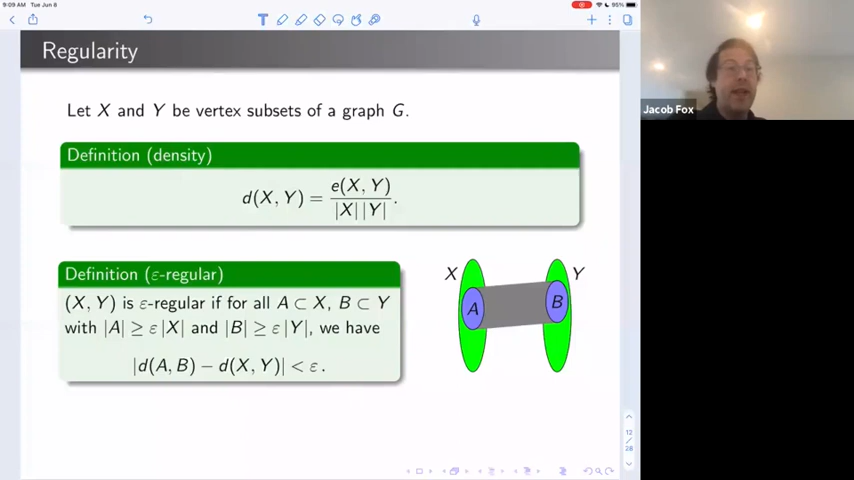 9:09 AM Tue Jun 8
95%
Regularity
Let X and Y be vertex subsets of a graph G.
Definition (density)
d(X, Y) = e(X, Y) / |X| |Y| .
Definition (ε-regular)
(X, Y) is ε-regular if for all A ⊂ X, B ⊂ Y
with |A| ≥ ε|X| and |B| ≥ ε|Y|, we have
|d(A, B) − d(X, Y)| < ε.
X Y
A B
12
/
28
Jacob Fox